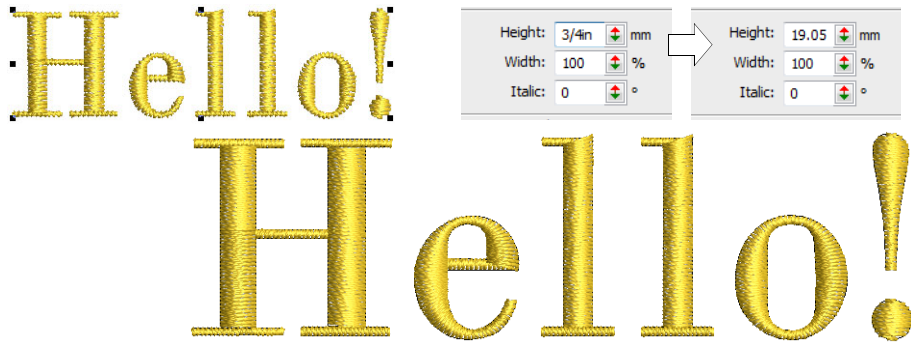 Hello!
Height: 3/4in mm
Width: 100 %
Italic: 0 °
Height: 19.05 mm
Width: 100 %
Italic: 0 °
Hello!